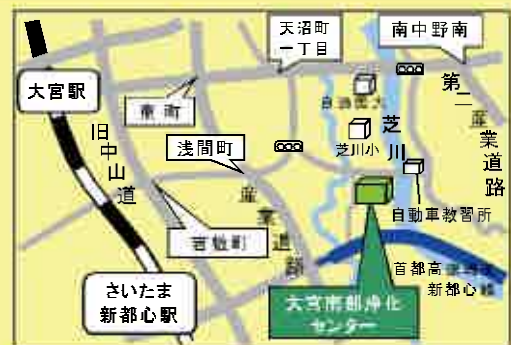 天沼町
一丁目
南中野南
大宮駅
東町
自治医大
第二産業道路
旧中山道
浅間町
芝川小
芝川
産業道路
自動車教習所
吉敷町
首都高速
新都心線
さいたま
新都心駅
大宮南部浄化
センター